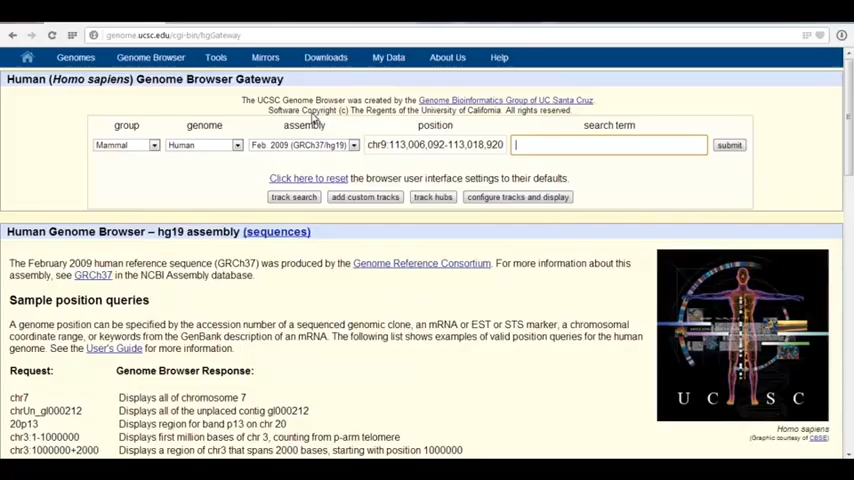 genome.ucsc.edu/cgi-bin/hgGateway
Genomes Genome Browser Tools Mirrors Downloads My Data About Us Help
Human (Homo sapiens) Genome Browser Gateway
The UCSC Genome Browser was created by the Genome Bioinformatics Group of UC Santa Cruz.
Software Copyright (c) The Regents of the University of California. All rights reserved.
group genome assembly position search term
Mammal Human Feb. 2009 (GRCh37/hg19) chr9:113,006,092-113,018,920 submit
Click here to reset the browser user interface settings to their defaults.
track search add custom tracks track hubs configure tracks and display
Human Genome Browser – hg19 assembly (sequences)
The February 2009 human reference sequence (GRCh37) was produced by the Genome Reference Consortium. For more information about this
assembly, see GRCh37 in the NCBI Assembly database.
Sample position queries
A genome position can be specified by the accession number of a sequenced genomic clone, an mRNA or EST or STS marker, a chromosomal
coordinate range, or keywords from the GenBank description of an mRNA. The following list shows examples of valid position queries for the human
genome. See the User's Guide for more information.
Request: Genome Browser Response:
chr7 Displays all of chromosome 7
chrUn_gl000212 Displays all of the unplaced contig gl000212
20p13 Displays region for band p13 on chr 20
chr3:1-1000000 Displays first million bases of chr 3, counting from p-arm telomere
chr3:1000000+2000 Displays a region of chr3 that spans 2000 bases, starting with position 1000000
U C S C
Homo sapiens
(Graphic courtesy of CBSE)